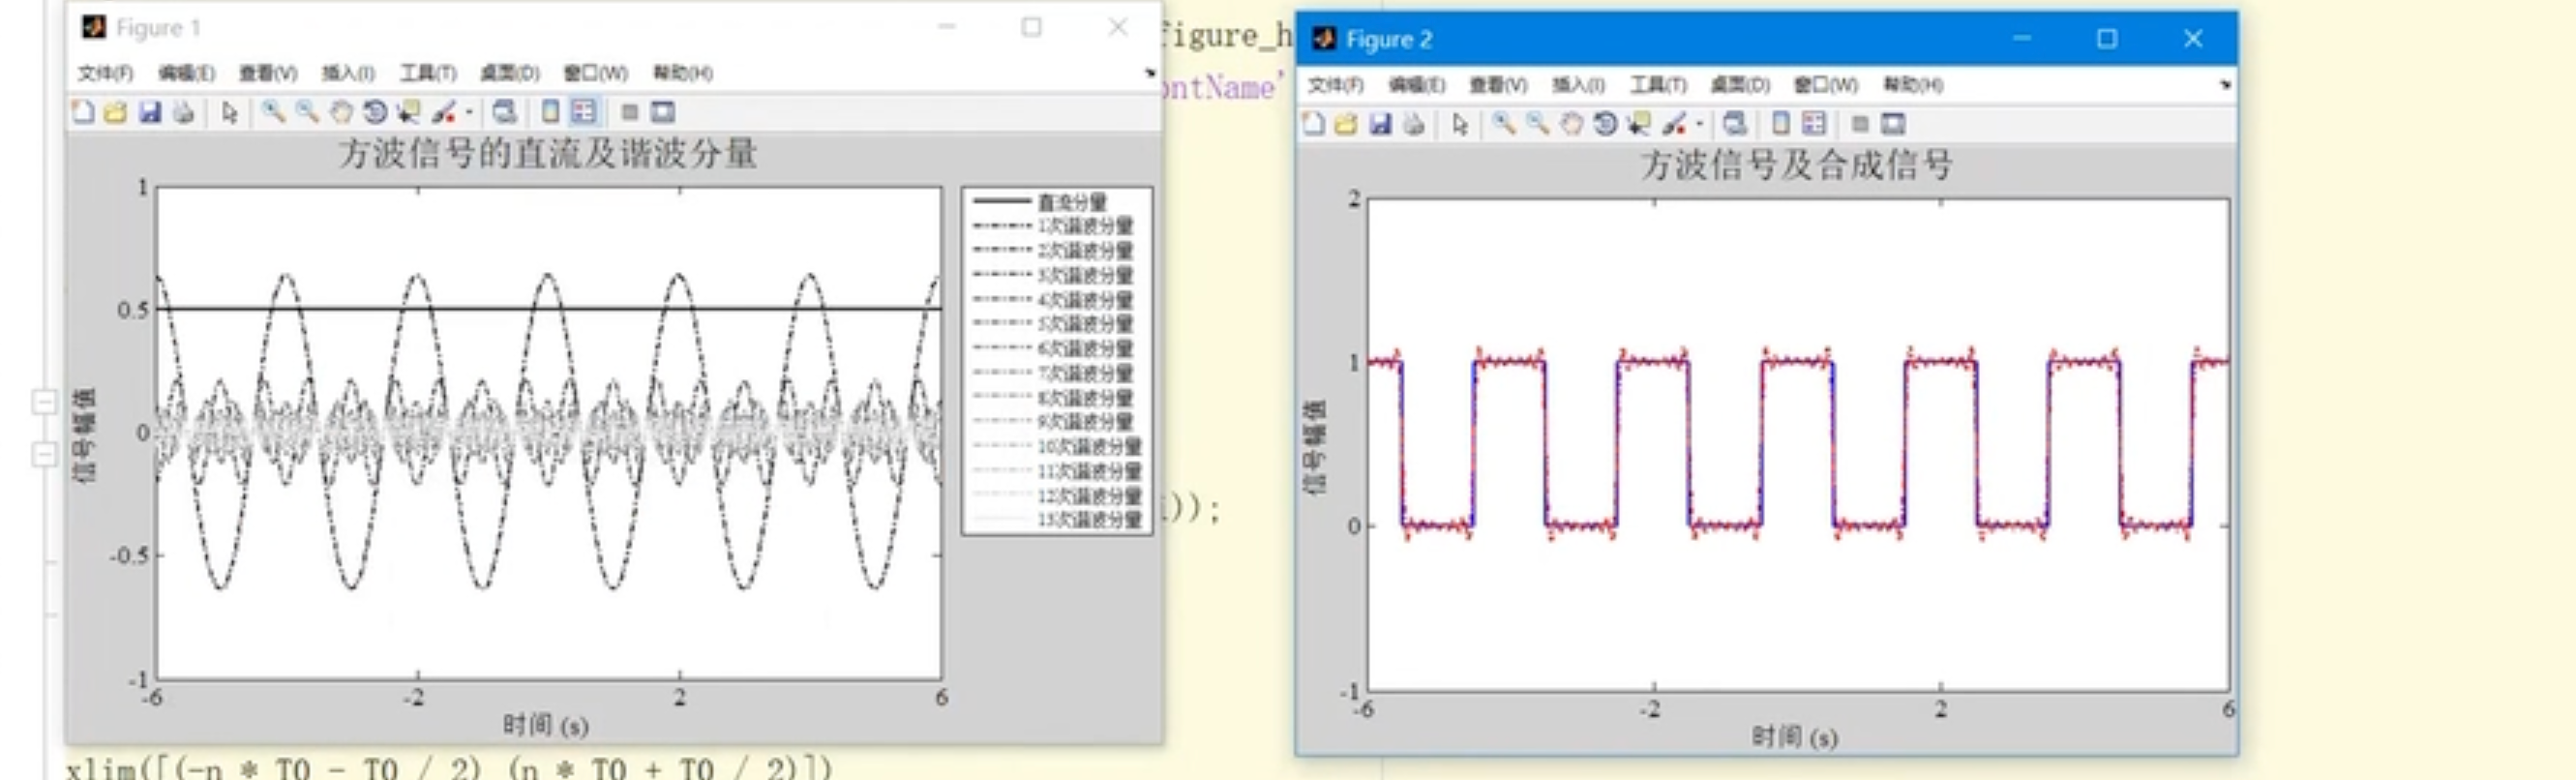 Figure 1
文件(F) 编辑(E) 查看(V) 插入(I) 工具(T) 桌面(D) 窗口(W) 帮助(H)
方波信号的直流及谐波分量
1
0.5
0
-0.5
-1
-6 -2 2 6
信号幅值
时间 (s)
直流分量
1次谐波分量
2次谐波分量
3次谐波分量
4次谐波分量
5次谐波分量
6次谐波分量
7次谐波分量
8次谐波分量
9次谐波分量
10次谐波分量
11次谐波分量
12次谐波分量
13次谐波分量
figure_h
ontName'
));
Figure 2
文件(F) 编辑(E) 查看(V) 插入(I) 工具(T) 桌面(D) 窗口(W) 帮助(H)
方波信号及合成信号
2
1
0
-1
-6 -2 2 6
信号幅值
时间 (s)
xlim([(-n * T0 - T0 / 2) (n * T0 + T0 / 2)])